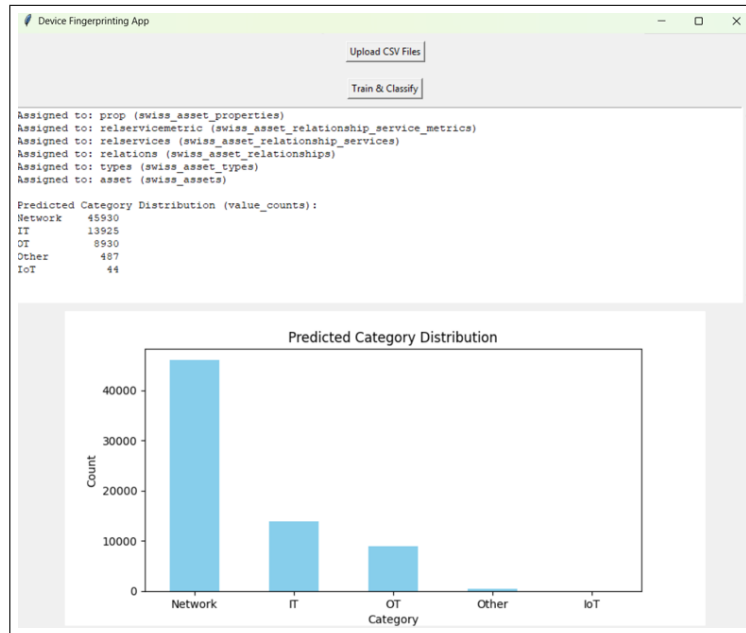 Device Fingerprinting App
Upload CSV Files
Train & Classify
Assigned to: prop (swiss_asset_properties)
Assigned to: relservicemetric (swiss_asset_relationship_service_metrics)
Assigned to: relservices (swiss_asset_relationship_services)
Assigned to: relations (swiss_asset_relationships)
Assigned to: types (swiss_asset_types)
Assigned to: asset (swiss_assets)
Predicted Category Distribution (value_counts):
Network 45930
IT 13925
OT 8930
Other 487
IoT 44
Predicted Category Distribution
40000
30000
20000
10000
0
Count
Network IT OT Other IoT
Category